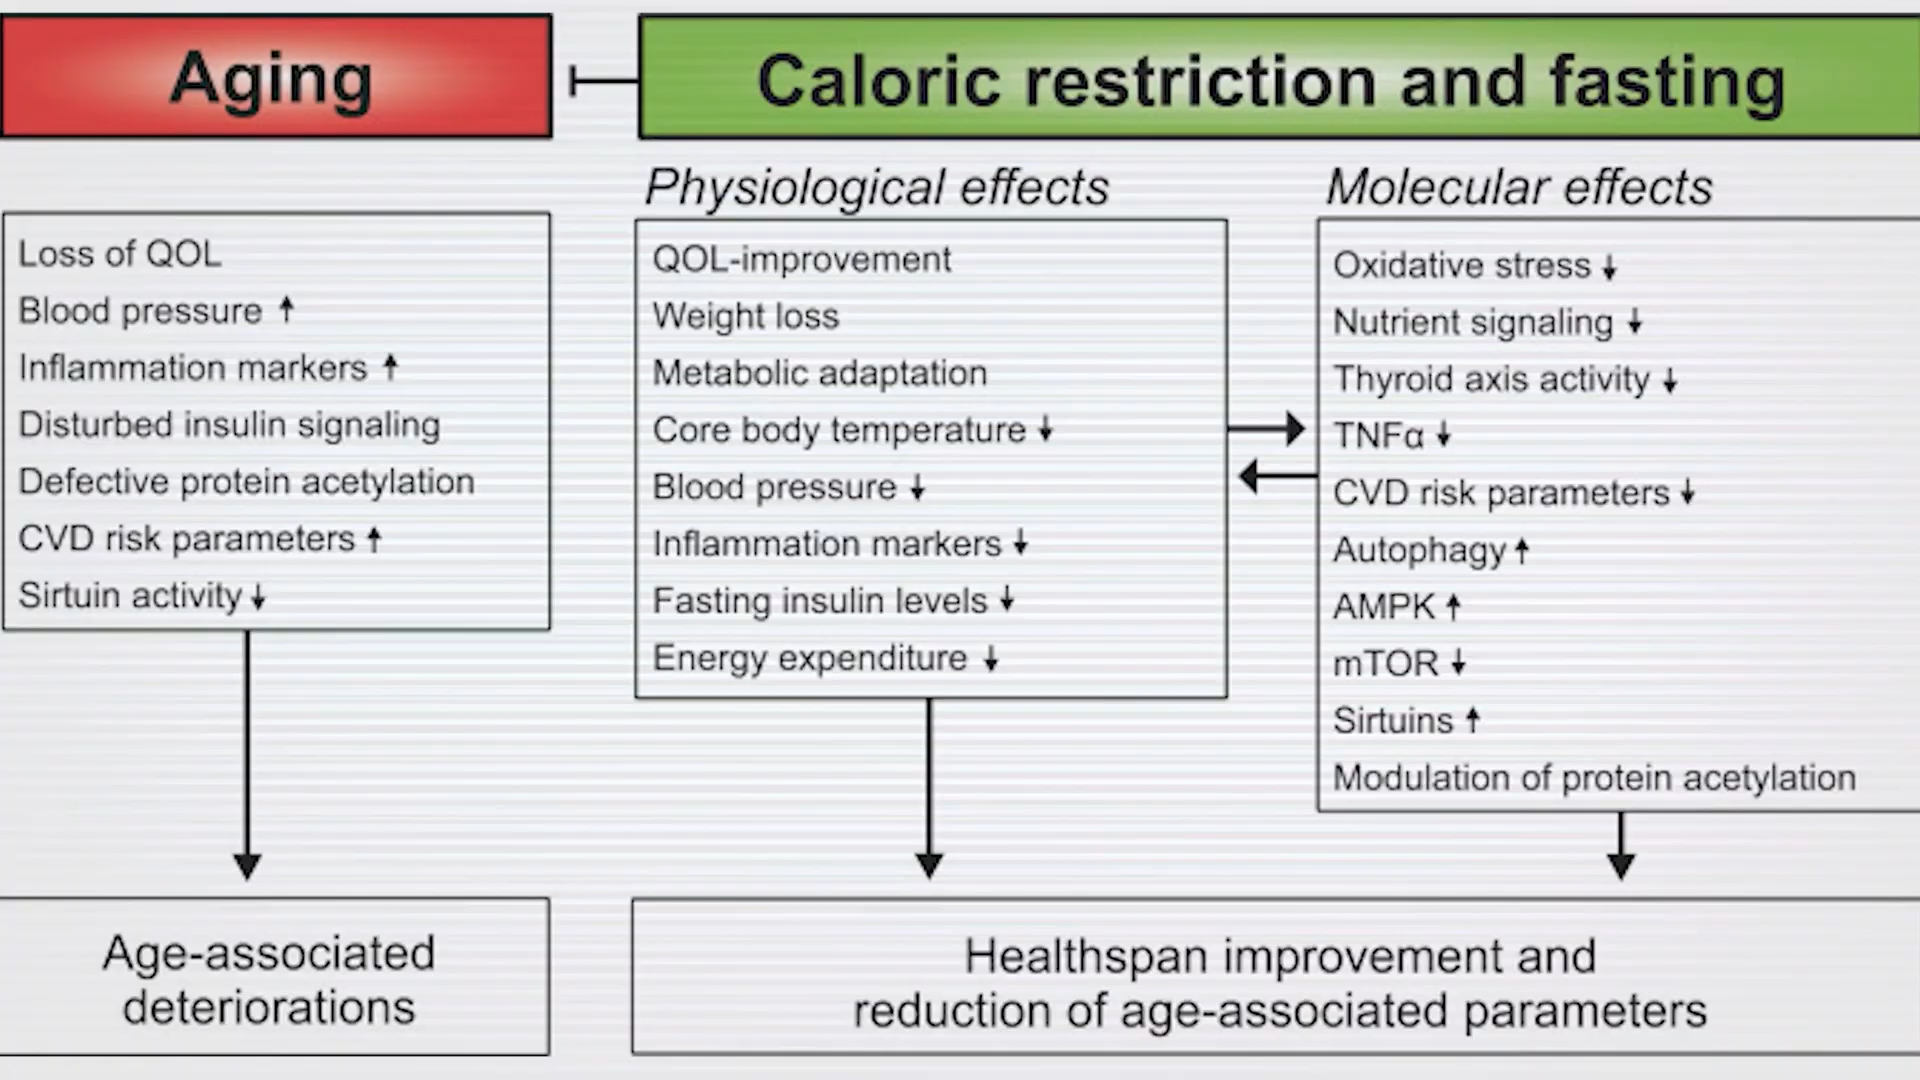 Aging
Caloric restriction and fasting
Loss of QOL
Blood pressure ↑
Inflammation markers ↑
Disturbed insulin signaling
Defective protein acetylation
CVD risk parameters ↑
Sirtuin activity ↓
Age-associated
deteriorations
Physiological effects
QOL-improvement
Weight loss
Metabolic adaptation
Core body temperature ↓
Blood pressure ↓
Inflammation markers ↓
Fasting insulin levels ↓
Energy expenditure ↓
Molecular effects
Oxidative stress ↓
Nutrient signaling ↓
Thyroid axis activity ↓
TNFα ↓
CVD risk parameters ↓
Autophagy ↑
AMPK ↑
mTOR ↓
Sirtuins ↑
Modulation of protein acetylation
Healthspan improvement and
reduction of age-associated parameters